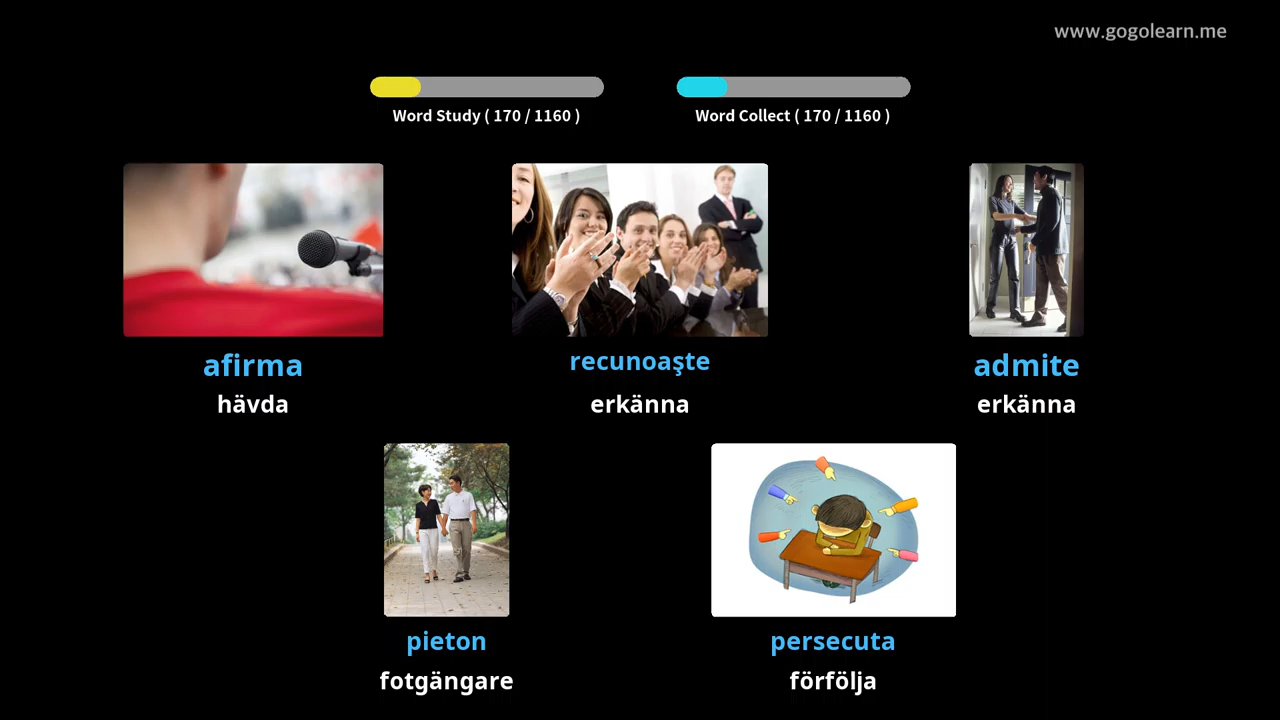 www.gogolearn.me
Word Study ( 170 / 1160 )
Word Collect ( 170 / 1160 )
afirma
hävda
recunoaşte
erkänna
admite
erkänna
pieton
fotgängare
persecuta
förfölja